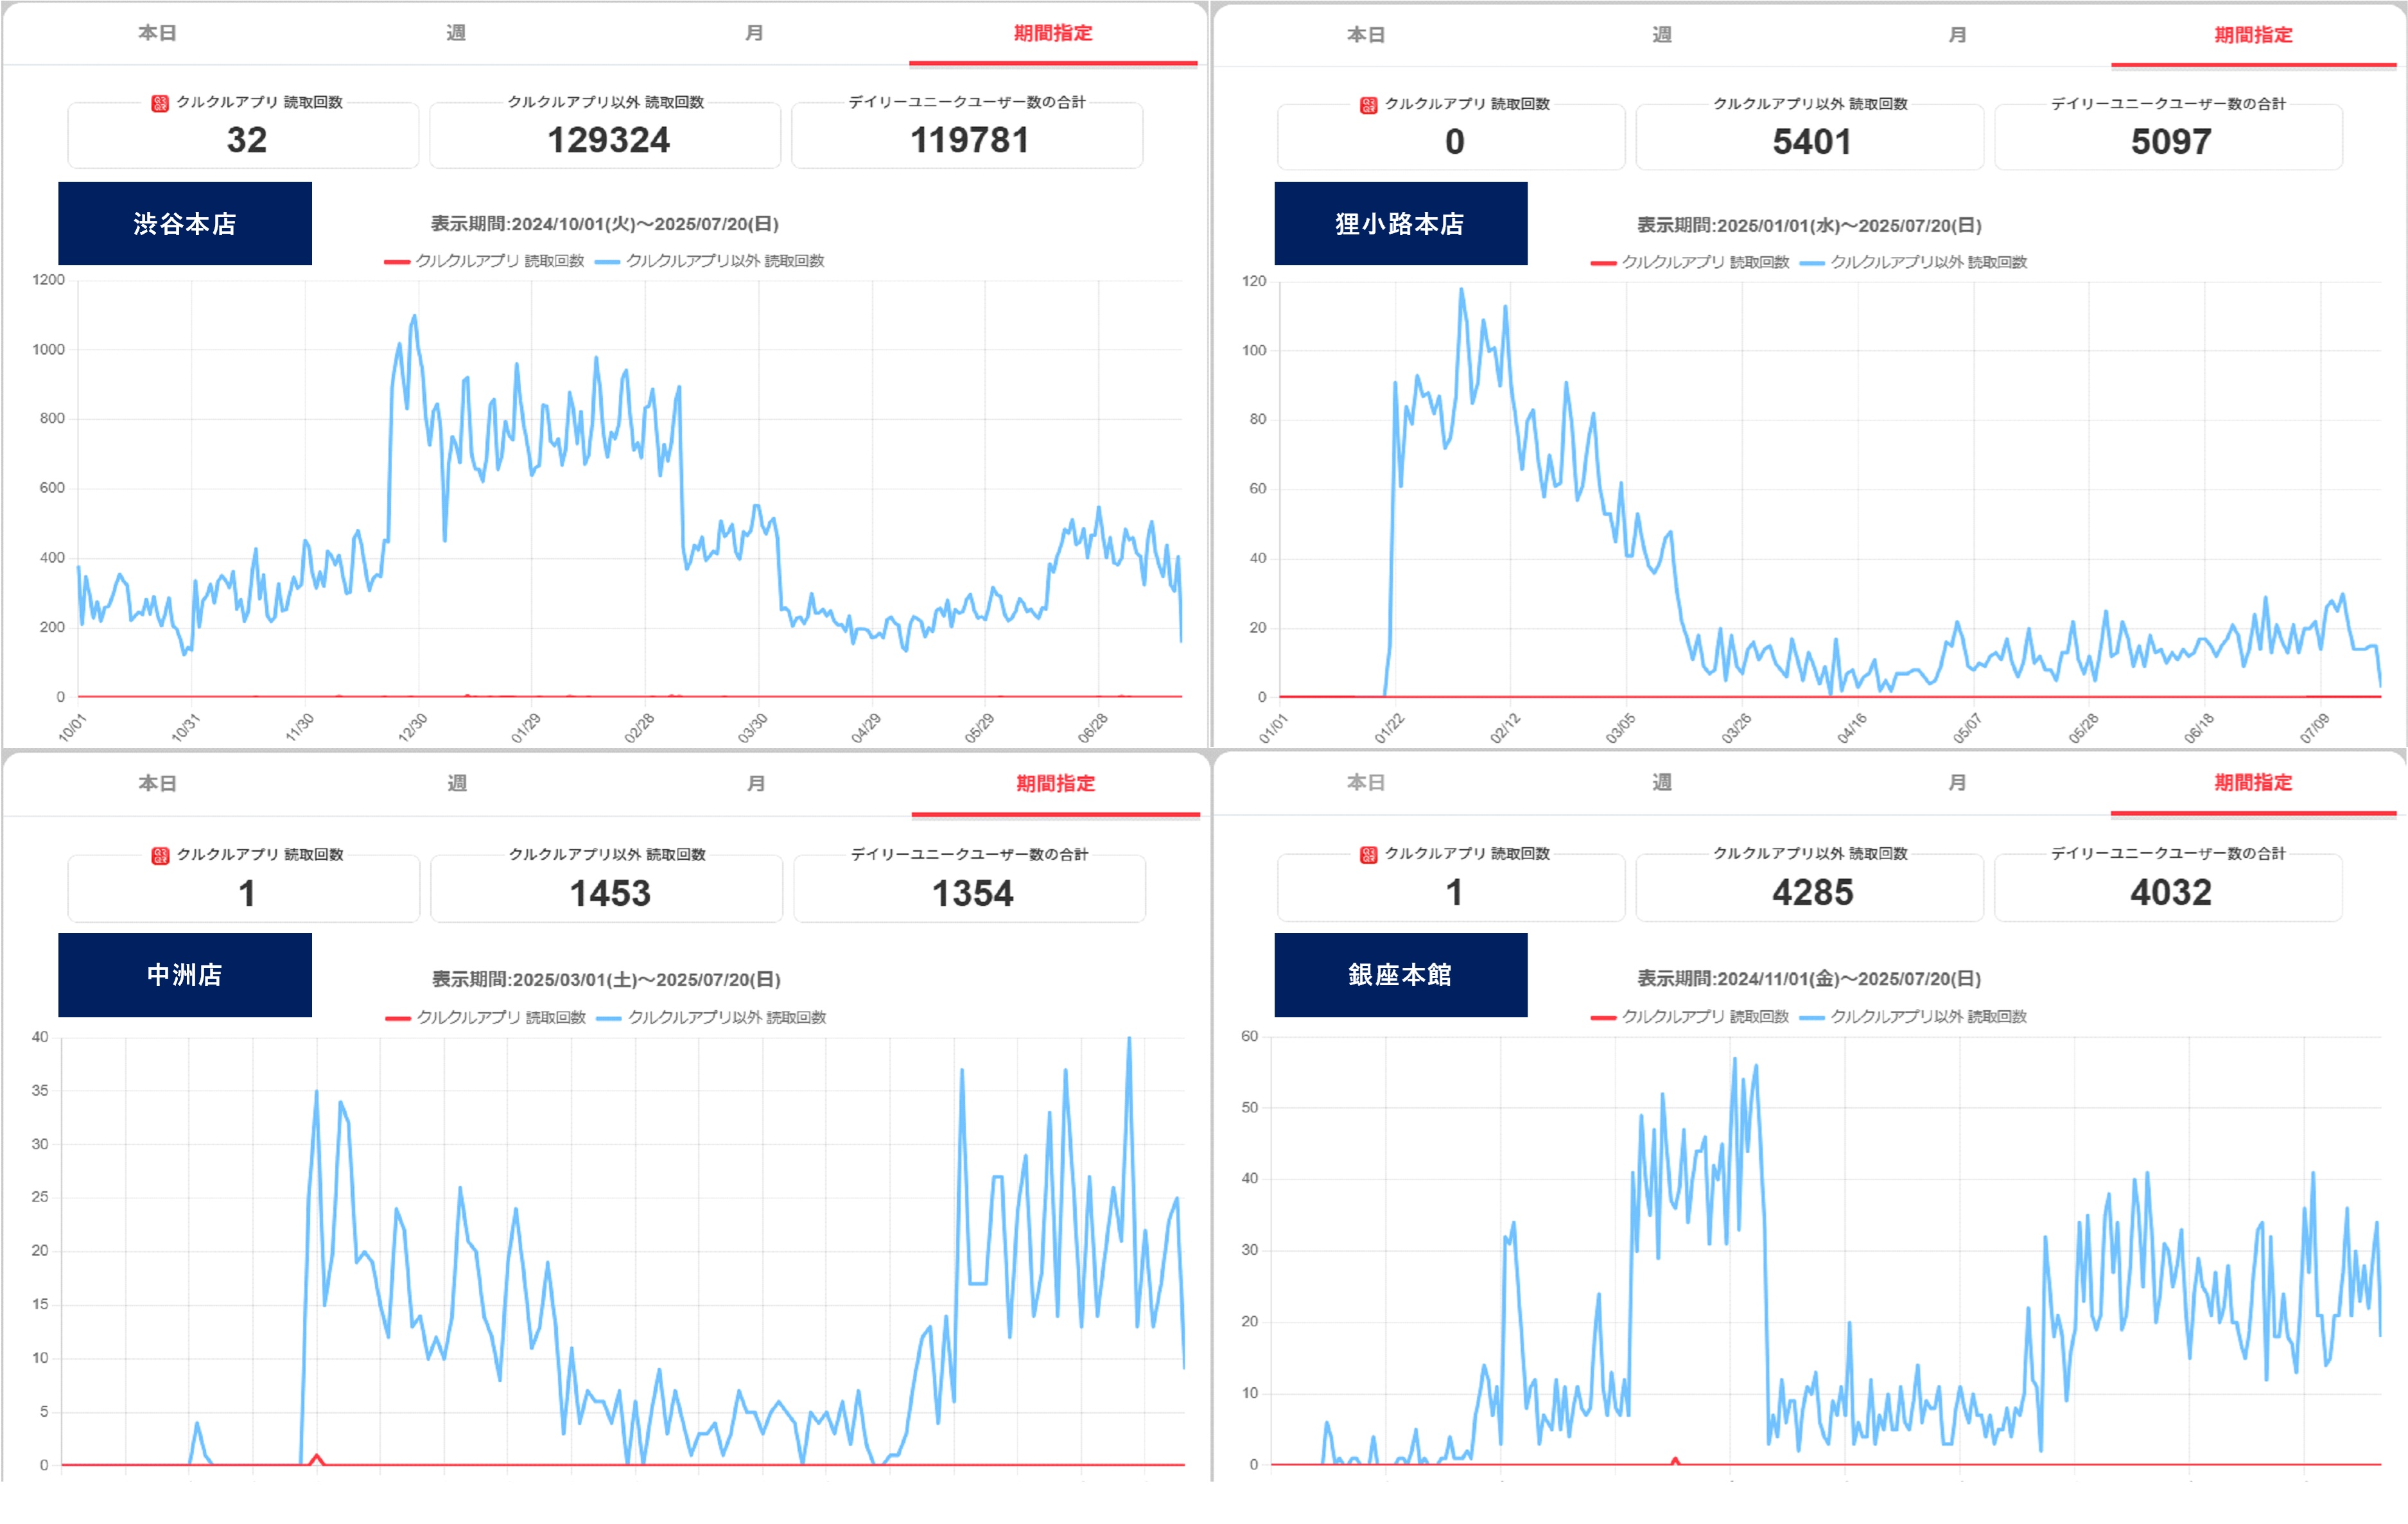 本日 週 月 期間指定
クルクルアプリ 読取回数 クルクルアプリ以外 読取回数 デイリーユニークユーザー数の合計
32 129324 119781
渋谷本店
表示期間:2024/10/01(火)～2025/07/20(日)
クルクルアプリ 読取回数 クルクルアプリ以外 読取回数
1200
1000
800
600
400
200
0
10/01 10/31 11/30 12/30 01/29 02/28 03/30 04/29 05/29 06/28
本日 週 月 期間指定
クルクルアプリ 読取回数 クルクルアプリ以外 読取回数 デイリーユニークユーザー数の合計
0 5401 5097
狸小路本店
表示期間:2025/01/01(水)～2025/07/20(日)
クルクルアプリ 読取回数 クルクルアプリ以外 読取回数
120
100
80
60
40
20
0
01/01 01/22 02/12 03/05 03/26 04/16 05/07 05/28 06/18 07/09
本日 週 月 期間指定
クルクルアプリ 読取回数 クルクルアプリ以外 読取回数 デイリーユニークユーザー数の合計
1 1453 1354
中洲店
表示期間:2025/03/01(土)～2025/07/20(日)
クルクルアプリ 読取回数 クルクルアプリ以外 読取回数
40
35
30
25
20
15
10
5
0
本日 週 月 期間指定
クルクルアプリ 読取回数 クルクルアプリ以外 読取回数 デイリーユニークユーザー数の合計
1 4285 4032
銀座本館
表示期間:2024/11/01(金)～2025/07/20(日)
クルクルアプリ 読取回数 クルクルアプリ以外 読取回数
60
50
40
30
20
10
0